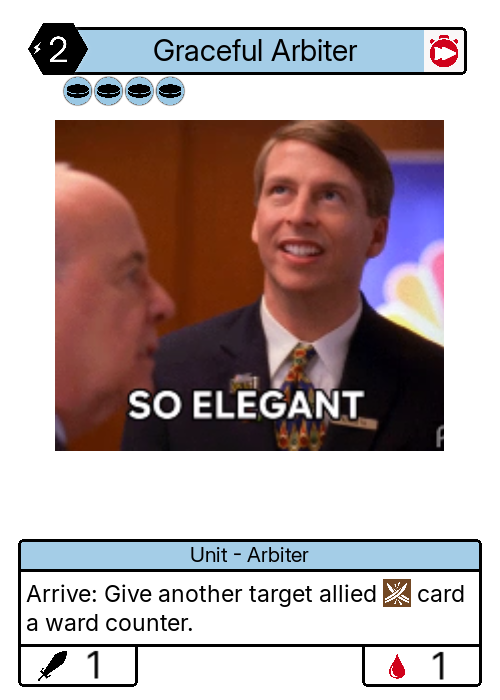 2
Graceful Arbiter
SO ELEGANT
Unit - Arbiter
Arrive: Give another target allied card
a ward counter.
1
1